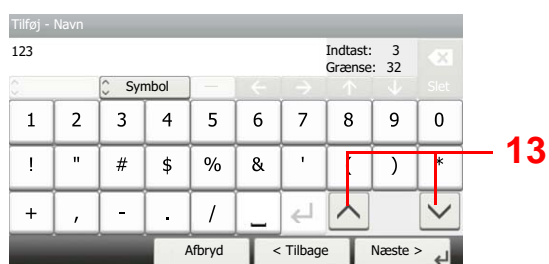 Tilføj - Navn
123
Indtast: 3
Grænse: 32
Symbol
Slet
1 2 3 4 5 6 7 8 9 0
! " # $ % & ' ( ) *
+ , - . /
Afbryd < Tilbage Næste >
13